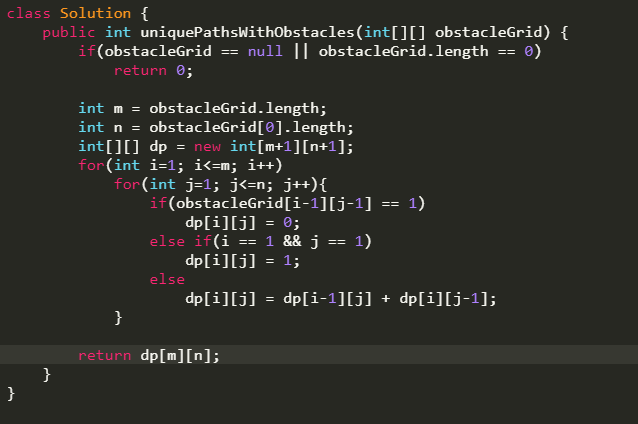 class Solution {
    public int uniquePathsWithObstacles(int[][] obstacleGrid) {
        if(obstacleGrid == null || obstacleGrid.length == 0)
            return 0;

        int m = obstacleGrid.length;
        int n = obstacleGrid[0].length;
        int[][] dp = new int[m+1][n+1];
        for(int i=1; i<=m; i++)
            for(int j=1; j<=n; j++){
                if(obstacleGrid[i-1][j-1] == 1)
                    dp[i][j] = 0;
                else if(i == 1 && j == 1)
                    dp[i][j] = 1;
                else
                    dp[i][j] = dp[i-1][j] + dp[i][j-1];
            }

        return dp[m][n];
    }
}